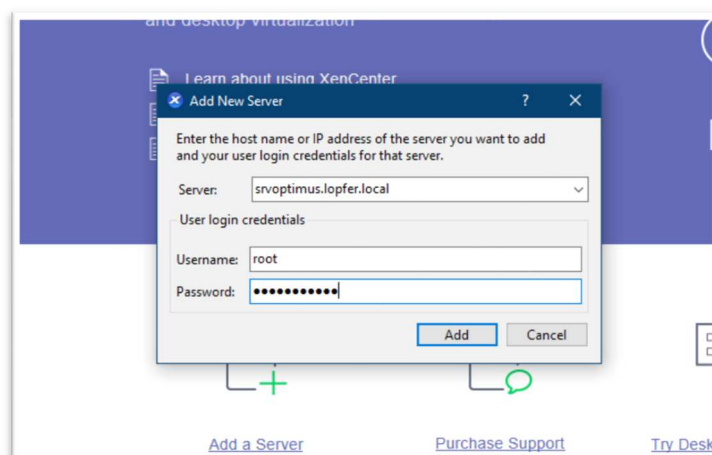 and desktop virtualization
Learn about using XenCenter
Add New Server
Enter the host name or IP address of the server you want to add
and your user login credentials for that server.
Server: srvoptimus.lopfer.local
User login credentials
Username: root
Password: ●●●●●●●●●●●
Add Cancel
Add a Server Purchase Support Try Desk